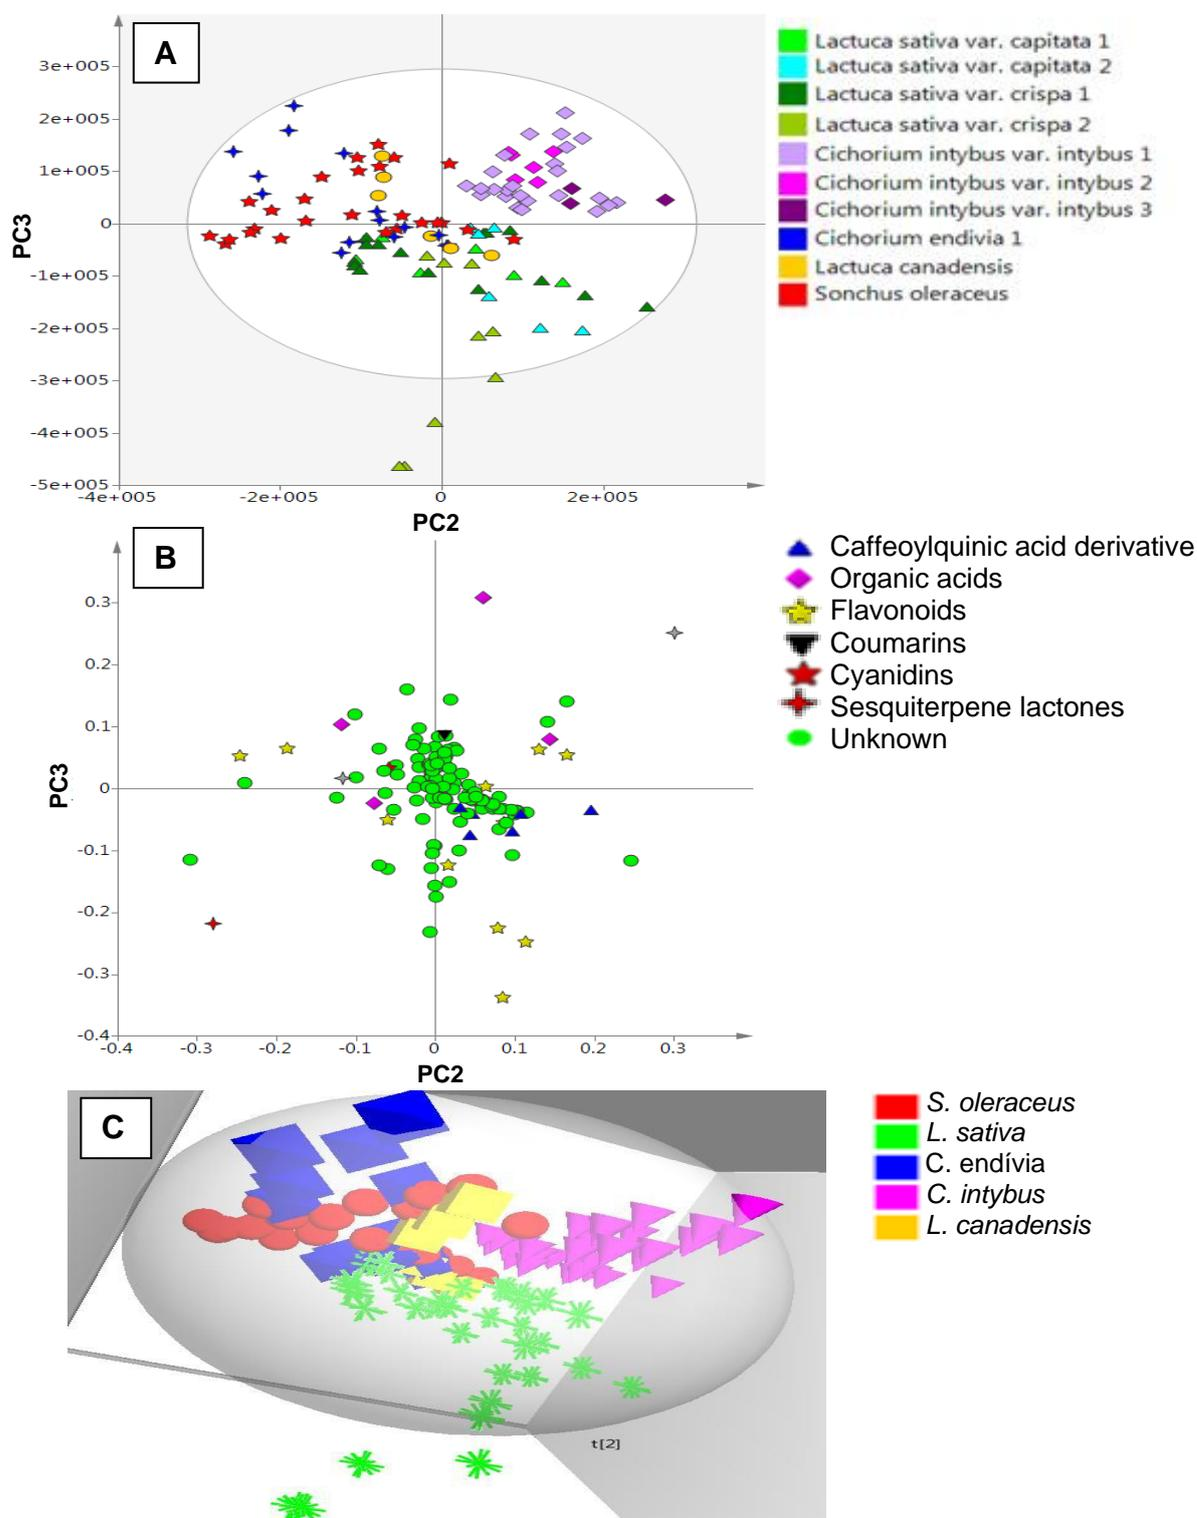 A
3e+005
2e+005
1e+005
0
-1e+005
-2e+005
-3e+005
-4e+005
-5e+005
PC3
-4e+005 -2e+005 0 2e+005
PC2
Lactuca sativa var. capitata 1
Lactuca sativa var. capitata 2
Lactuca sativa var. crispa 1
Lactuca sativa var. crispa 2
Cichorium intybus var. intybus 1
Cichorium intybus var. intybus 2
Cichorium intybus var. intybus 3
Cichorium endivia 1
Lactuca canadensis
Sonchus oleraceus
B
0.3
0.2
0.1
0
-0.1
-0.2
-0.3
-0.4
PC3
-0.4 -0.3 -0.2 -0.1 0 0.1 0.2 0.3
PC2
Caffeoylquinic acid derivative
Organic acids
Flavonoids
Coumarins
Cyanidins
Sesquiterpene lactones
Unknown
C
t[2]
S. oleraceus
L. sativa
C. endívia
C. intybus
L. canadensis